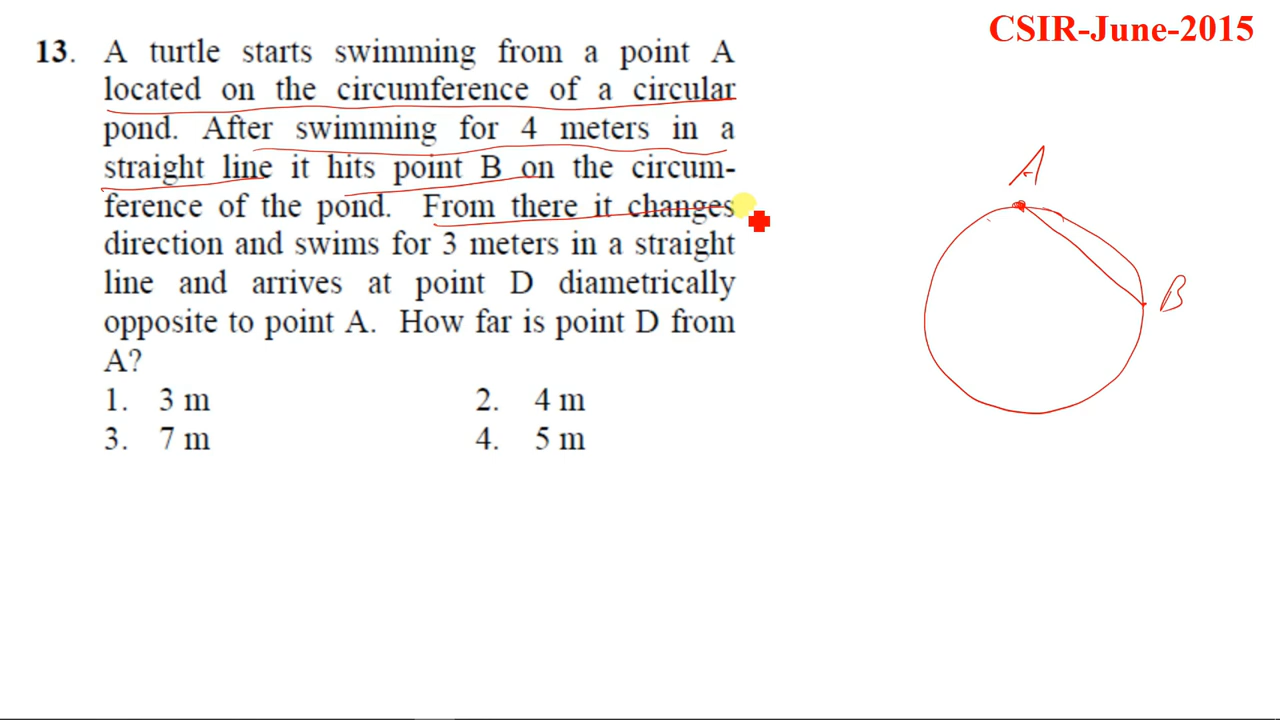 CSIR-June-2015
13. A turtle starts swimming from a point A
located on the circumference of a circular
pond. After swimming for 4 meters in a
straight line it hits point B on the circum-
ference of the pond. From there it changes
direction and swims for 3 meters in a straight
line and arrives at point D diametrically
opposite to point A. How far is point D from
A?
1. 3 m 2. 4 m
3. 7 m 4. 5 m
A
B